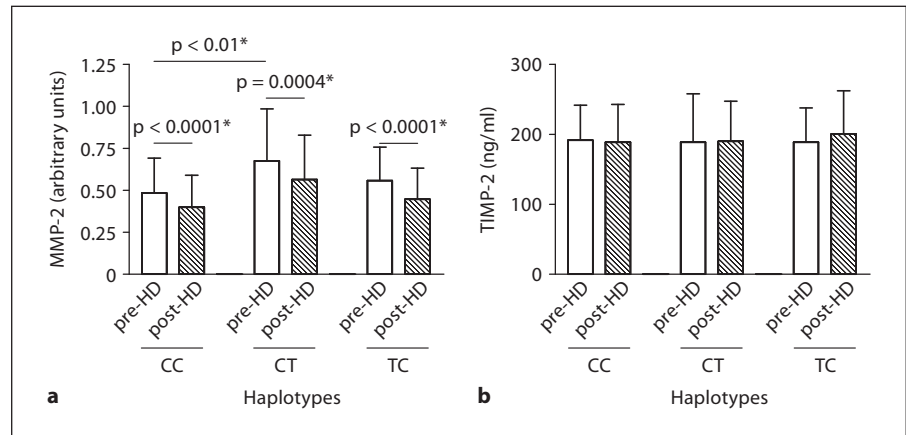 p < 0.01*
p = 0.0004*
p < 0.0001*
p < 0.0001*
MMP-2 (arbitrary units)
1.25
1.00
0.75
0.50
0.25
0
pre-HD
post-HD
pre-HD
post-HD
pre-HD
post-HD
CC
CT
TC
a
Haplotypes
TIMP-2 (ng/ml)
300
200
100
0
pre-HD
post-HD
pre-HD
post-HD
pre-HD
post-HD
CC
CT
TC
b
Haplotypes